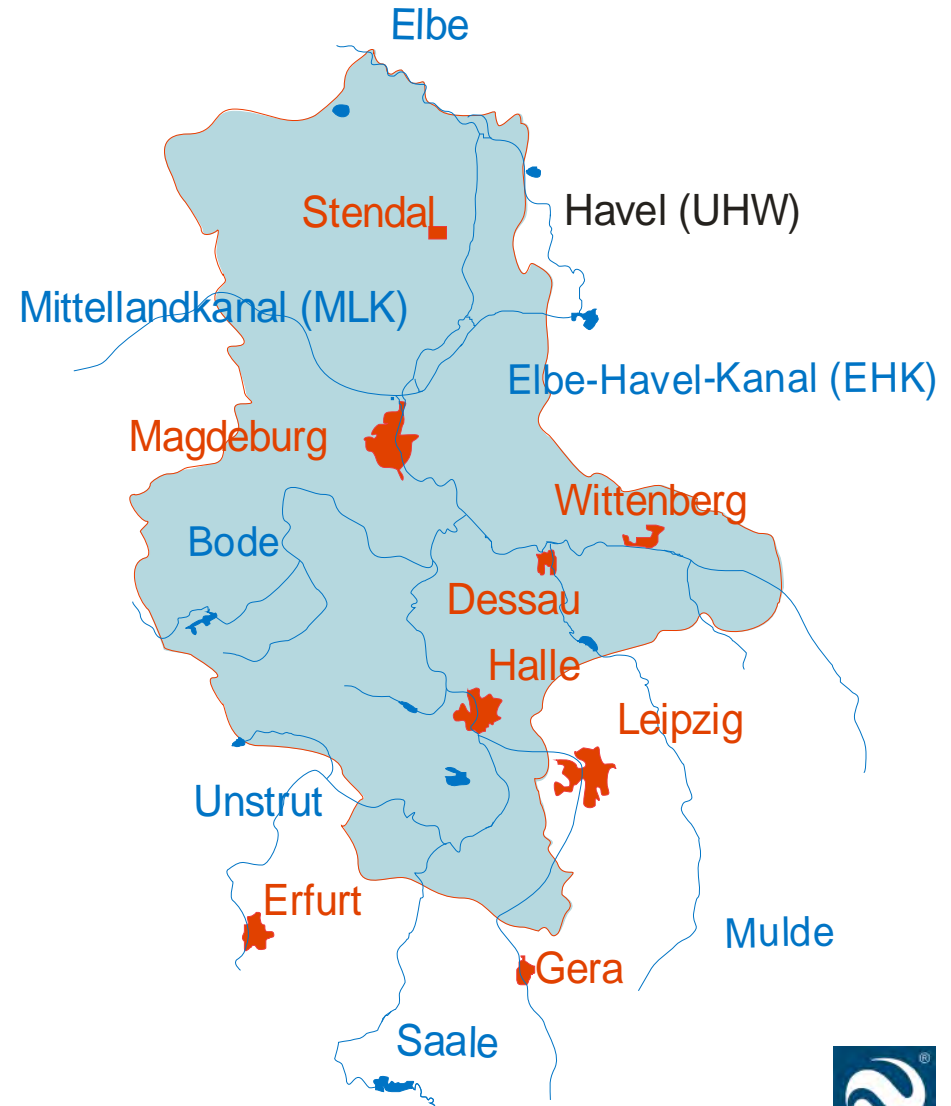 Elbe
Stendal
Havel (UHW)
Mittellandkanal (MLK)
Elbe-Havel-Kanal (EHK)
Magdeburg
Wittenberg
Bode
Dessau
Halle
Leipzig
Unstrut
Erfurt
Mulde
Gera
Saale
®